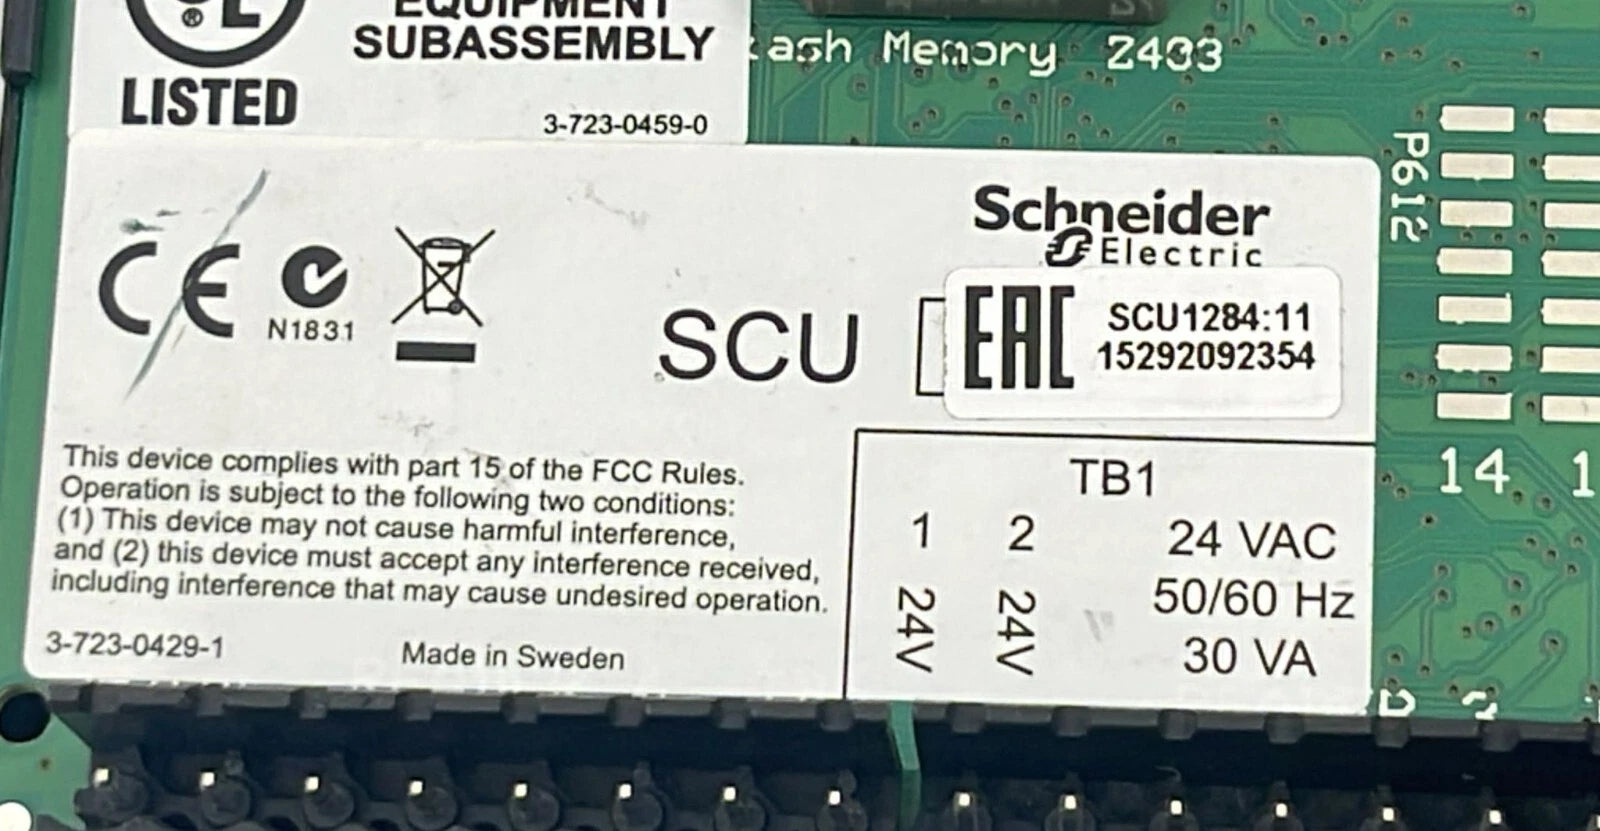 UL
®
EQUIPMENT
SUBASSEMBLY
LISTED
3-723-0459-0
Memory Z403
P612
CE
N1831
SCU
Schneider
Electric
EAC
SCU1284:11
15292092354
This device complies with part 15 of the FCC Rules.
Operation is subject to the following two conditions:
(1) This device may not cause harmful interference,
and (2) this device must accept any interference received,
including interference that may cause undesired operation.
3-723-0429-1
Made in Sweden
TB1
1 2 24 VAC
24V 24V 50/60 Hz
30 VA
14